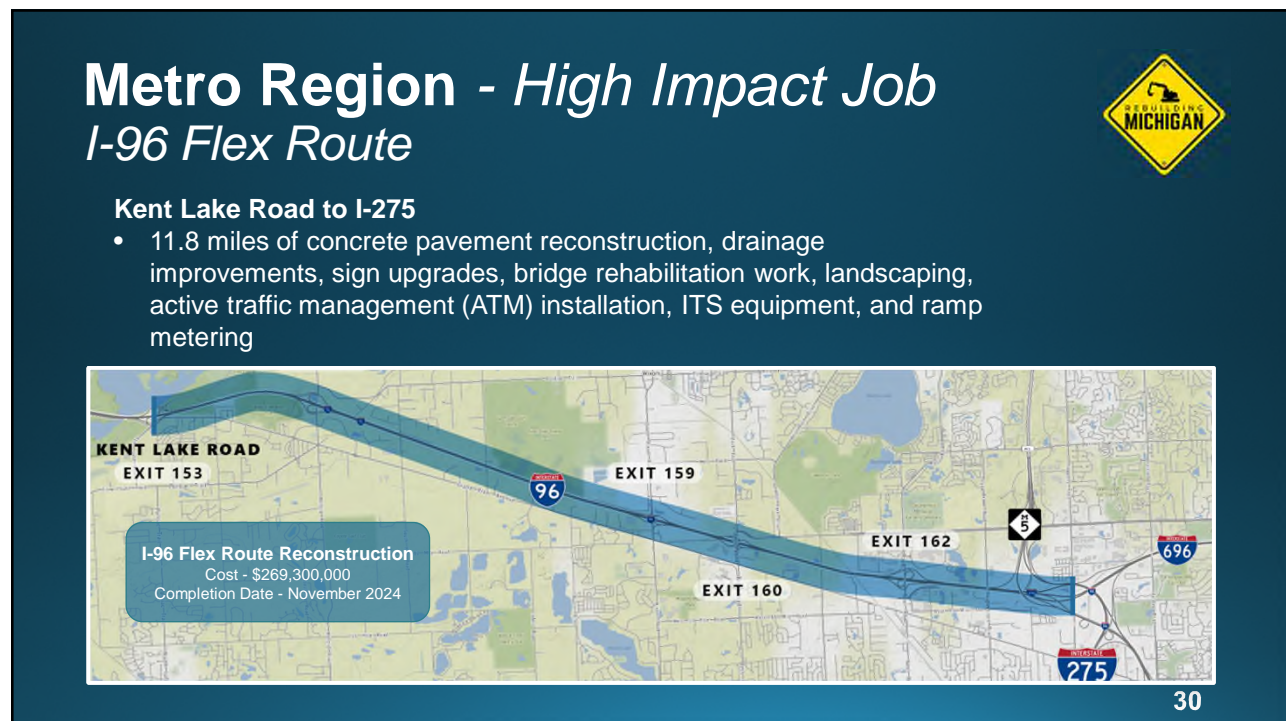 Metro Region - High Impact Job
I-96 Flex Route
REBUILDING
MICHIGAN
Kent Lake Road to I-275
• 11.8 miles of concrete pavement reconstruction, drainage
improvements, sign upgrades, bridge rehabilitation work, landscaping,
active traffic management (ATM) installation, ITS equipment, and ramp
metering
KENT LAKE ROAD
EXIT 153
INTERSTATE
96
EXIT 159
M
5
EXIT 162
INTERSTATE
696
EXIT 160
INTERSTATE
275
I-96 Flex Route Reconstruction
Cost - $269,300,000
Completion Date - November 2024
30